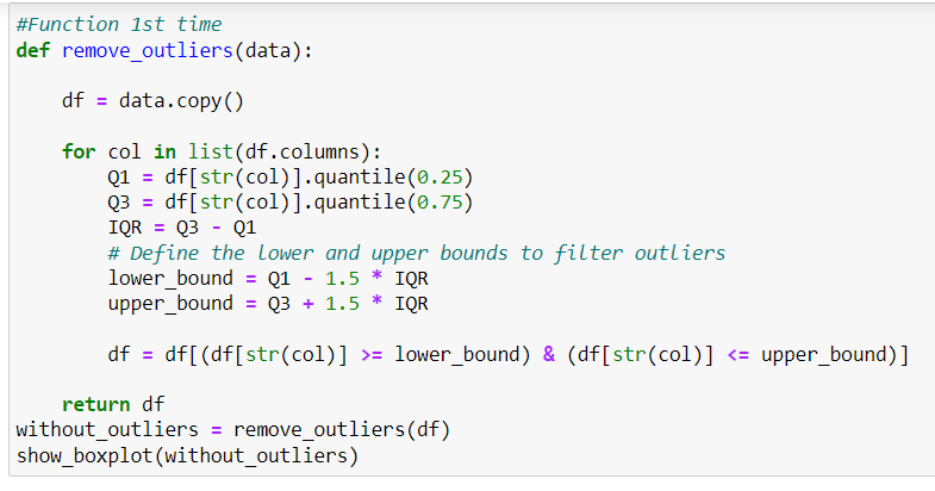 #Function 1st time
def remove_outliers(data):
    df = data.copy()
    for col in list(df.columns):
        Q1 = df[str(col)].quantile(0.25)
        Q3 = df[str(col)].quantile(0.75)
        IQR = Q3 - Q1
        # Define the lower and upper bounds to filter outliers
        lower_bound = Q1 - 1.5 * IQR
        upper_bound = Q3 + 1.5 * IQR
        df = df[(df[str(col)] >= lower_bound) & (df[str(col)] <= upper_bound)]
    return df
without_outliers = remove_outliers(df)
show_boxplot(without_outliers)